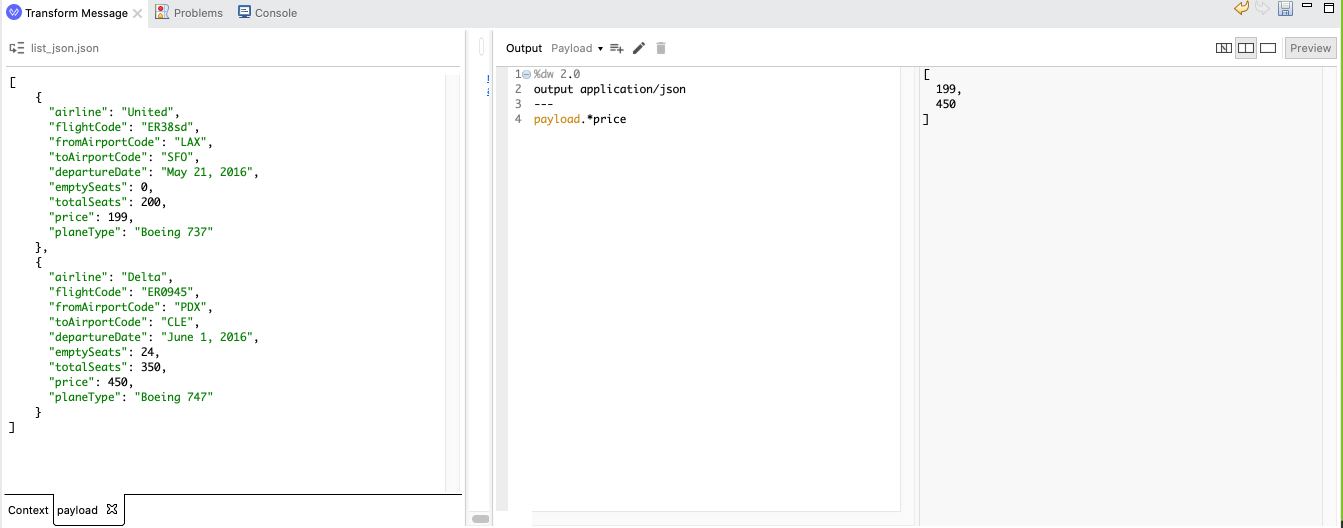 Transform Message
Problems
Console
list_json.json
[
{
"airline": "United",
"flightCode": "ER38sd",
"fromAirportCode": "LAX",
"toAirportCode": "SFO",
"departureDate": "May 21, 2016",
"emptySeats": 0,
"totalSeats": 200,
"price": 199,
"planeType": "Boeing 737"
},
{
"airline": "Delta",
"flightCode": "ER0945",
"fromAirportCode": "PDX",
"toAirportCode": "CLE",
"departureDate": "June 1, 2016",
"emptySeats": 24,
"totalSeats": 350,
"price": 450,
"planeType": "Boeing 747"
}
]
Context
payload
Output Payload
Preview
1 %dw 2.0
2 output application/json
3 ---
4 payload.*price
[
199,
450
]